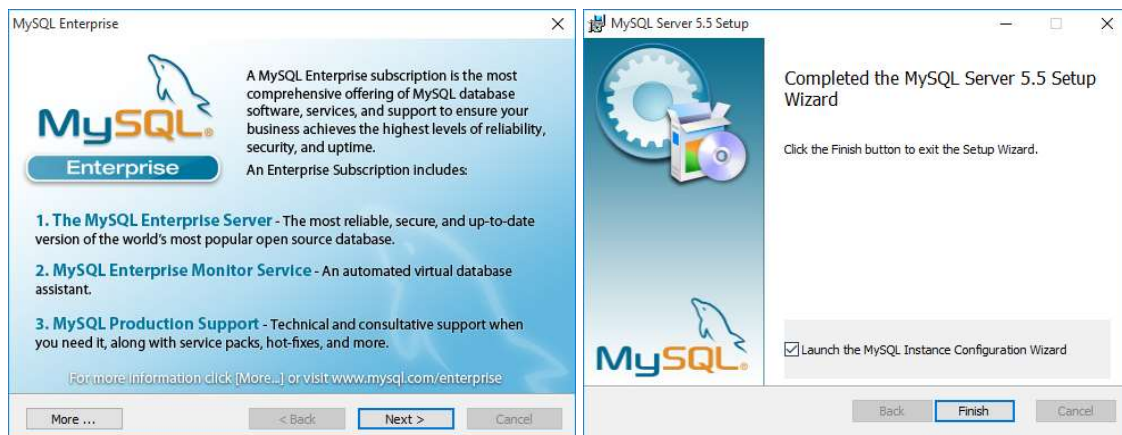 MySQL Enterprise
MySQL®
Enterprise
A MySQL Enterprise subscription is the most
comprehensive offering of MySQL database
software, services, and support to ensure your
business achieves the highest levels of reliability,
security, and uptime.
An Enterprise Subscription includes:
1. The MySQL Enterprise Server - The most reliable, secure, and up-to-date
version of the world's most popular open source database.
2. MySQL Enterprise Monitor Service - An automated virtual database
assistant.
3. MySQL Production Support - Technical and consultative support when
you need it, along with service packs, hot-fixes, and more.
For more information click [More...] or visit www.mysql.com/enterprise
More ...
< Back
Next >
Cancel
MySQL Server 5.5 Setup
Completed the MySQL Server 5.5 Setup
Wizard
Click the Finish button to exit the Setup Wizard.
MySQL®
Launch the MySQL Instance Configuration Wizard
Back
Finish
Cancel